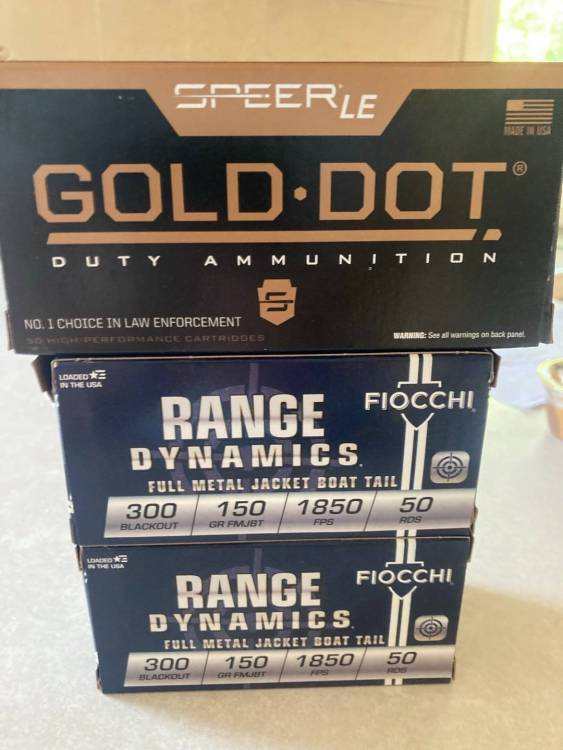 SPEER LE
MADE IN USA
GOLD·DOT®
DUTY AMMUNITION
NO. 1 CHOICE IN LAW ENFORCEMENT
50 HIGH-PERFORMANCE CARTRIDGES
WARNING: See all warnings on back panel.
LOADED
IN THE USA
FIOCCHI
RANGE
DYNAMICS
FULL METAL JACKET BOAT TAIL
300 150 1850 50
BLACKOUT GR FMJBT FPS RDS
LOADED
IN THE USA
FIOCCHI
RANGE
DYNAMICS
FULL METAL JACKET BOAT TAIL
300 150 1850 50
BLACKOUT GR FMJBT FPS RDS